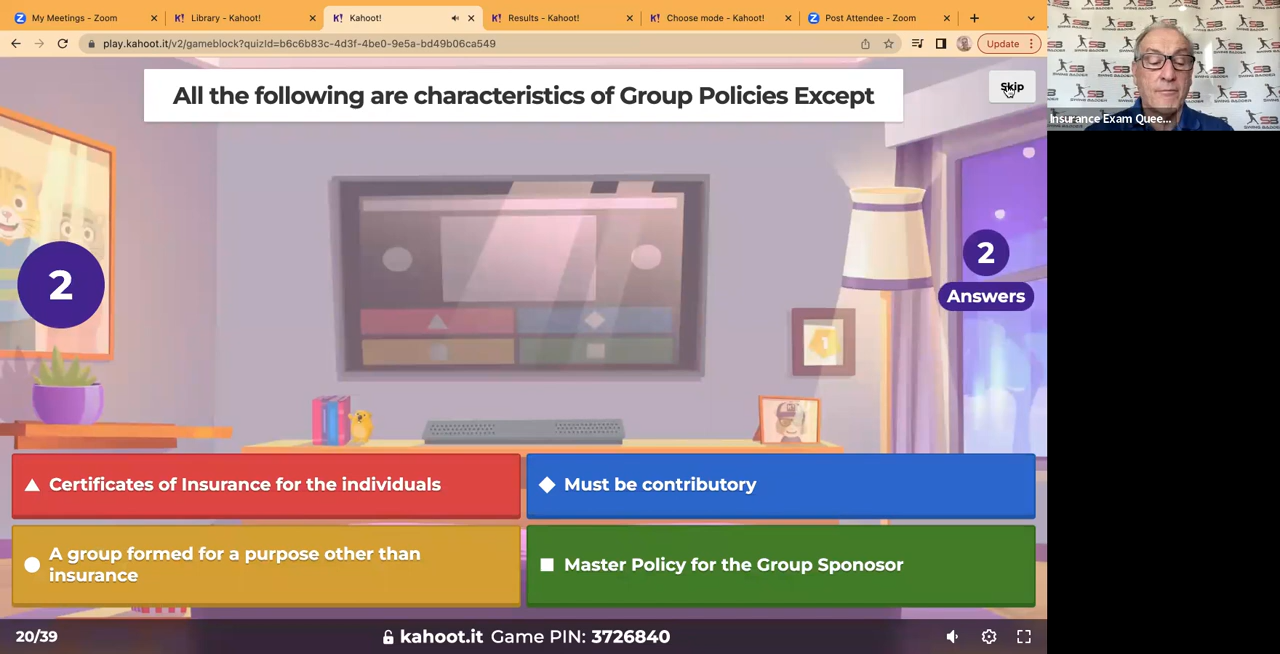 My Meetings - Zoom
Library - Kahoot!
Kahoot!
Results - Kahoot!
Choose mode - Kahoot!
Post Attendee - Zoom
play.kahoot.it/v2/gameblock?quizId=b6c6b83c-4d3f-4be0-9e5a-bd49b06ca549
Update
All the following are characteristics of Group Policies Except
Skip
Insurance Exam Quee...
2
2
Answers
1
Certificates of Insurance for the individuals
Must be contributory
A group formed for a purpose other than
insurance
Master Policy for the Group Sponosor
20/39
kahoot.it Game PIN: 3726840